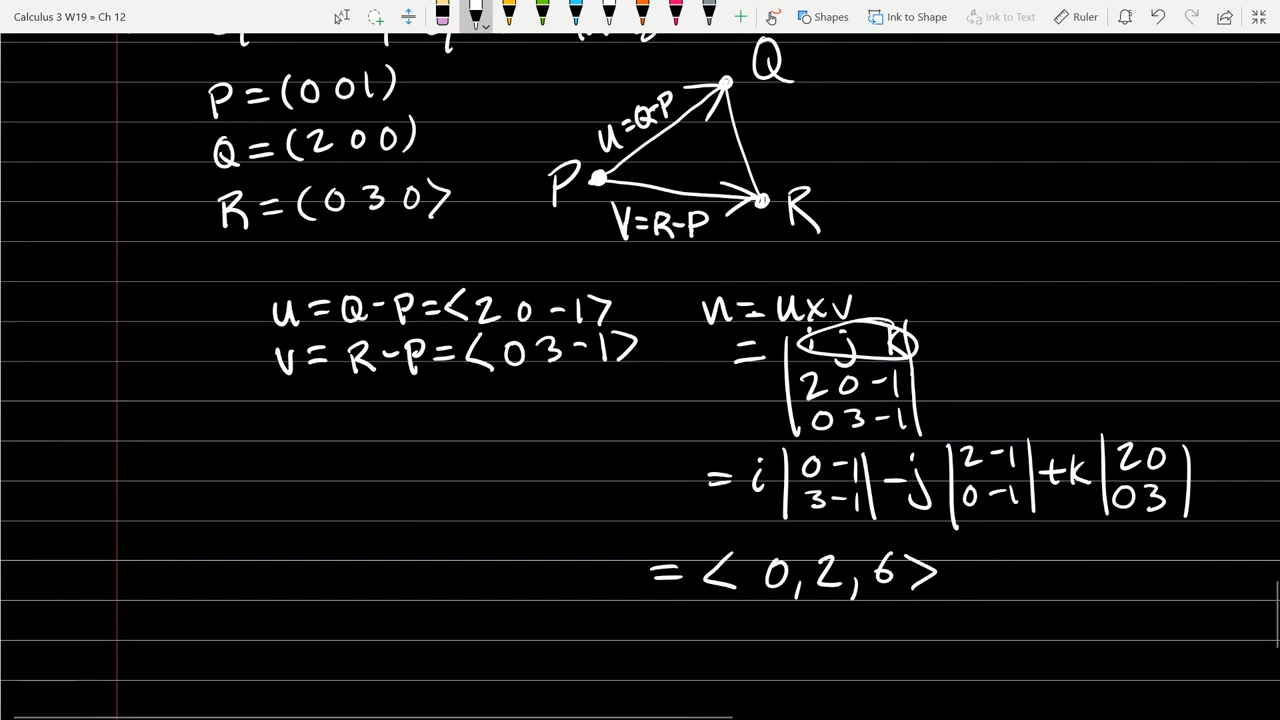 Calculus 3 W19 » Ch 12
Shapes
Ink to Shape
Ink to Text
Ruler
P = (0 0 1)
Q = (2 0 0)
R = (0 3 0>
Q
u=Q-P
P
V=R-P
R
u = Q - P = <2 0 -1>
v = R - P = <0 3 -1>
n = u x v
= | i j k |
2 0 -1
0 3 -1
= i |0 -1| - j |2 -1| + k |2 0|
3 -1 0 -1 0 3
= < 0, 2, 6 >